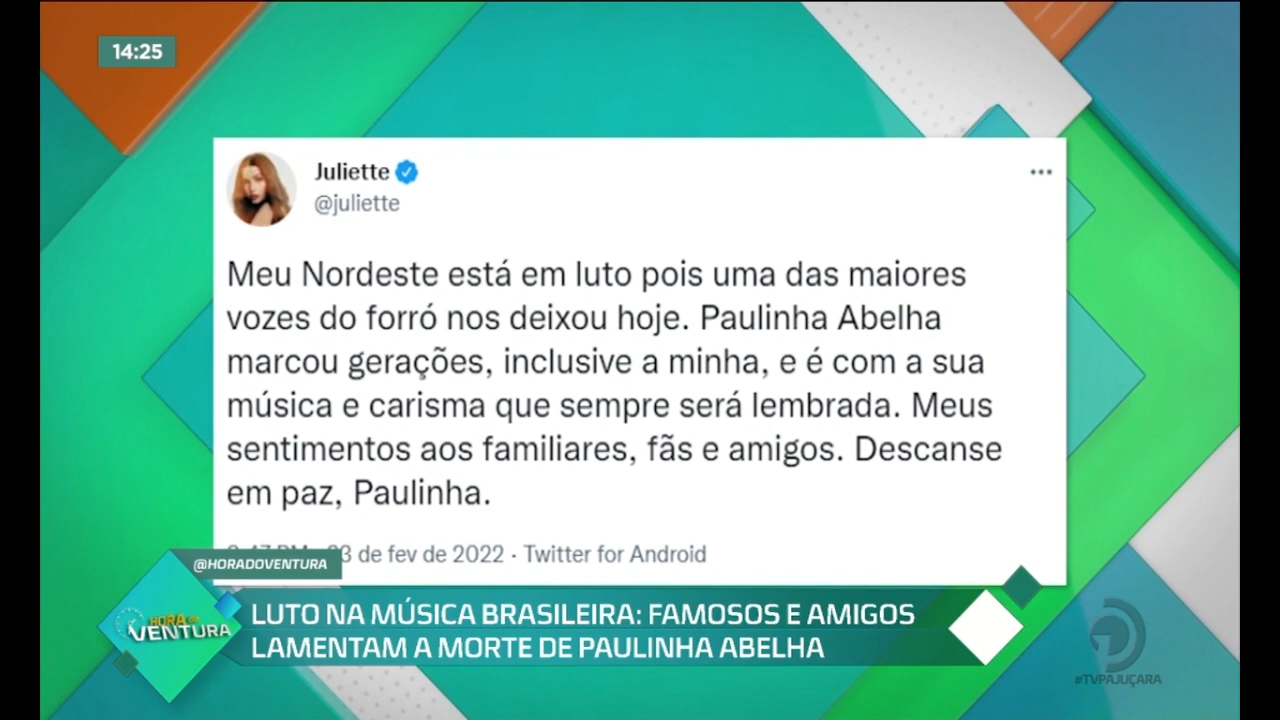 14:25
Juliette
@juliette
Meu Nordeste está em luto pois uma das maiores
vozes do forró nos deixou hoje. Paulinha Abelha
marcou gerações, inclusive a minha, e é com a sua
música e carisma que sempre será lembrada. Meus
sentimentos aos familiares, fãs e amigos. Descanse
em paz, Paulinha.
de fev de 2022 · Twitter for Android
@HORADOVENTURA
HORA DO
VENTURA
LUTO NA MÚSICA BRASILEIRA: FAMOSOS E AMIGOS
LAMENTAM A MORTE DE PAULINHA ABELHA
#TVPAJUÇARA